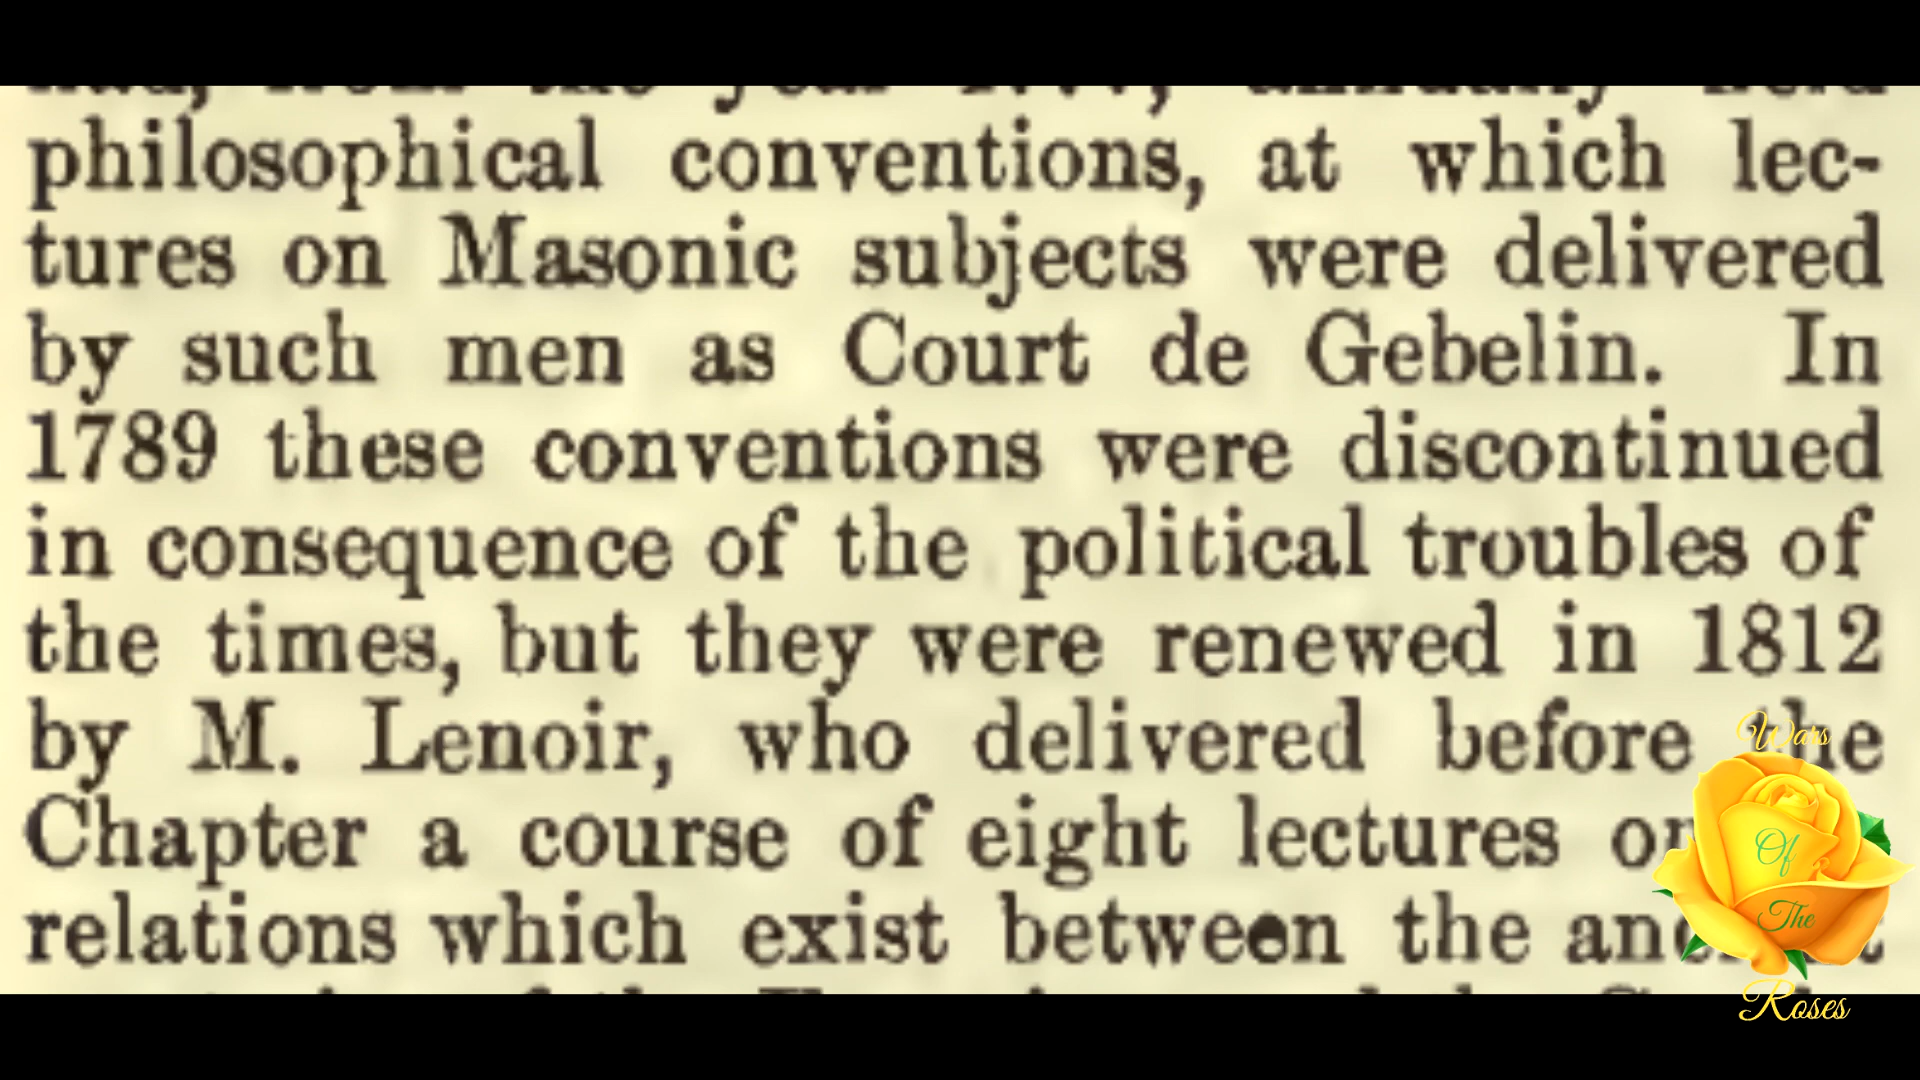 philosophical conventions, at which lec-
tures on Masonic subjects were delivered
by such men as Court de Gebelin. In
1789 these conventions were discontinued
in consequence of the political troubles of
the times, but they were renewed in 1812
by M. Lenoir, who delivered before the
Chapter a course of eight lectures
relations which exist between the
Wars
Of
The
Roses